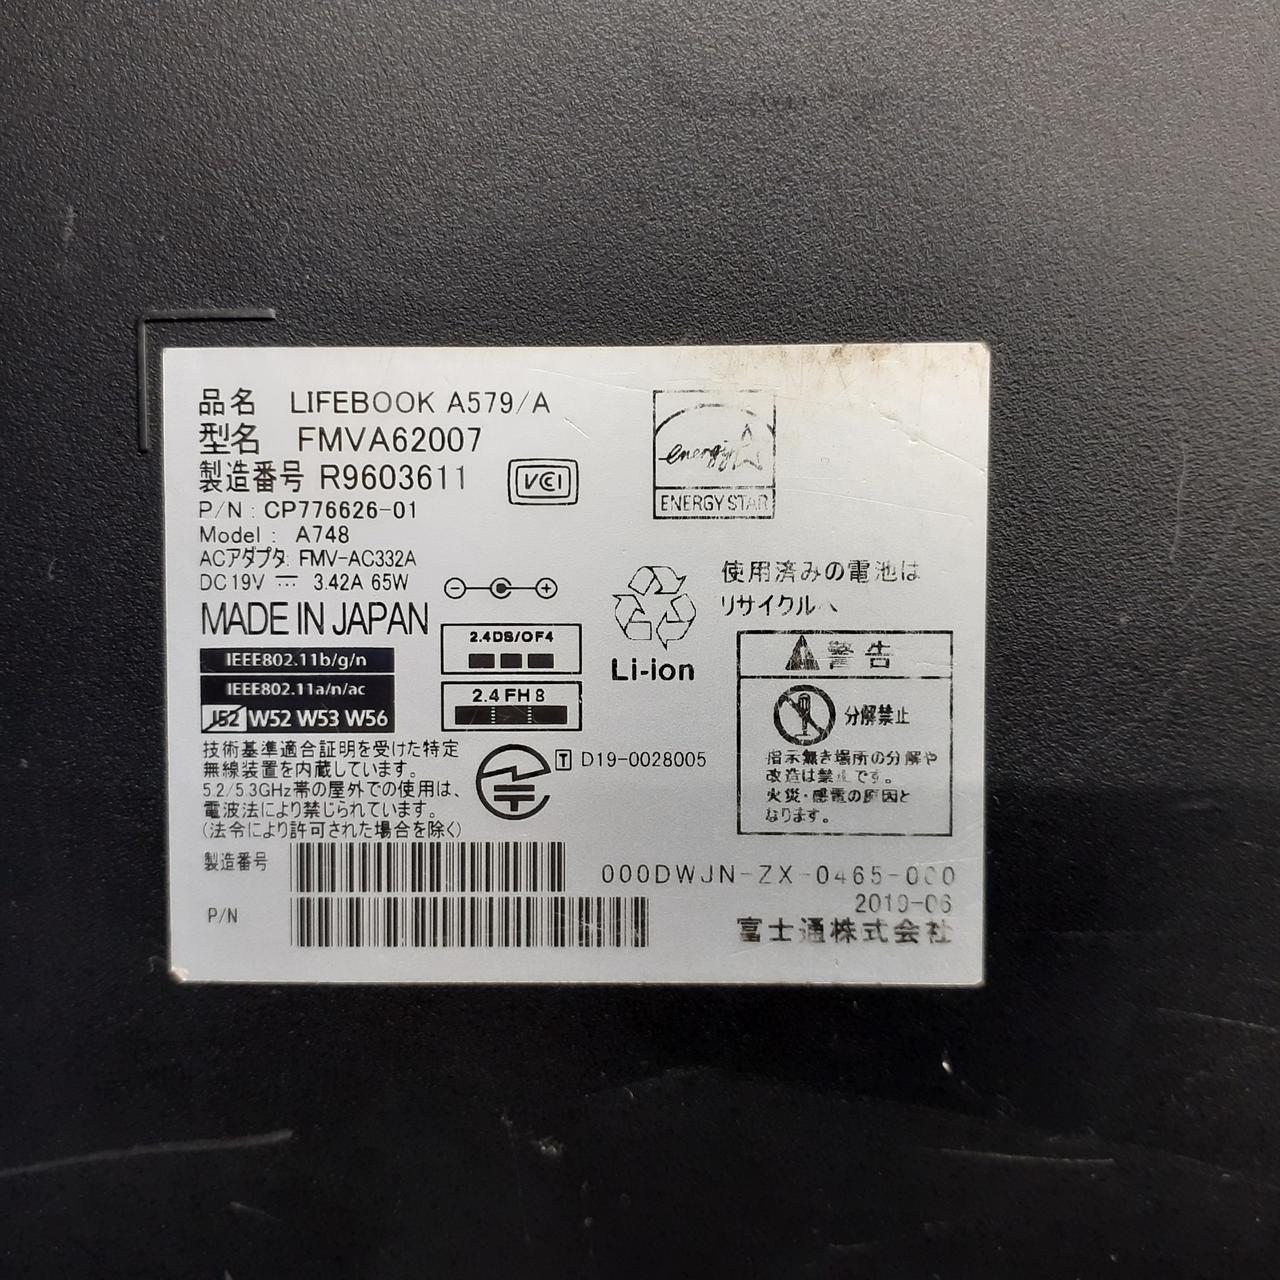 品名 LIFEBOOK A579/A
型名 FMVA62007
製造番号 R9603611
VCI
P/N : CP776626-01
Model : A748
ACアダプタ: FMV-AC332A
DC19V ⎓ 3.42A 65W
MADE IN JAPAN
IEEE802.11b/g/n
IEEE802.11a/n/ac
J52 W52 W53 W56
技術基準適合証明を受けた特定
無線装置を内蔵しています。
5.2/5.3GHz帯の屋外での使用は、
電波法により禁じられています。
(法令により許可された場合を除く)
2.4DS/OF4
2.4FH8
T D19-0028005
energy
ENERGY STAR
使用済みの電池は
リサイクルへ
Li-ion
警告
分解禁止
指示無き場所の分解や
改造は禁止です。
火災・感電の原因と
なります。
製造番号
P/N
000DWJN-ZX-0465-000
2019-06
富士通株式会社